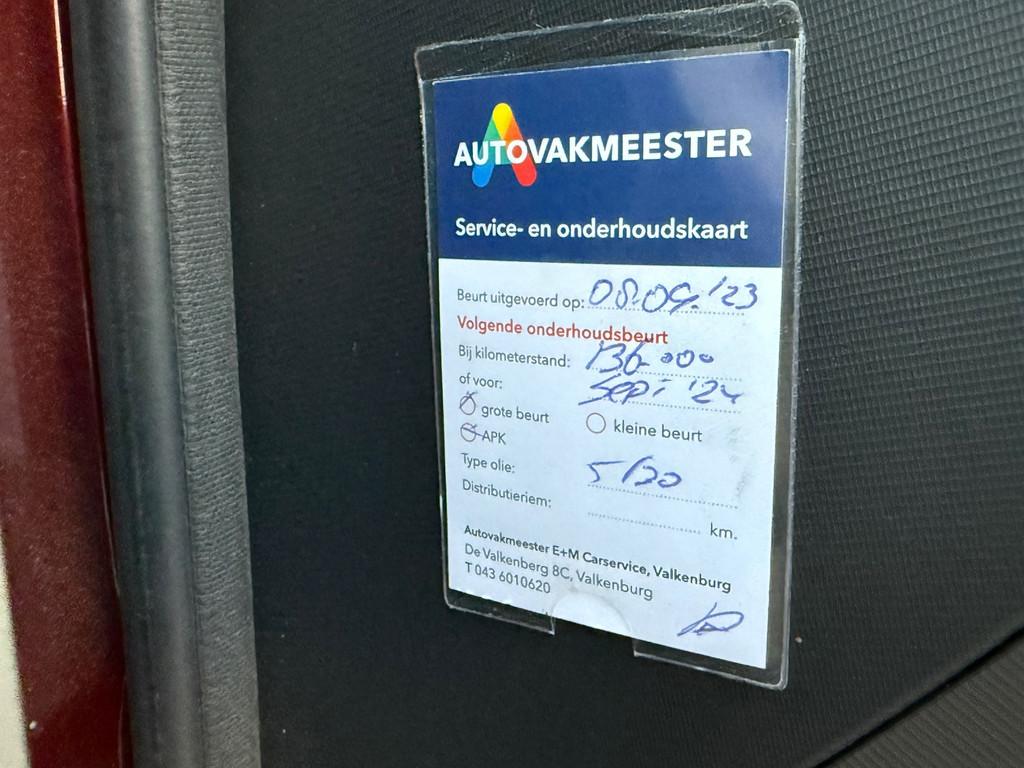 AUTOVAKMEESTER
Service- en onderhoudskaart
Beurt uitgevoerd op: 08.09.'23
Volgende onderhoudsbeurt
Bij kilometerstand: 136.000
of voor: Sept '24
grote beurt
kleine beurt
APK
Type olie: 5/30
Distributieriem: km.
Autovakmeester E+M Carservice, Valkenburg
De Valkenberg 8C, Valkenburg
T 043 6010620